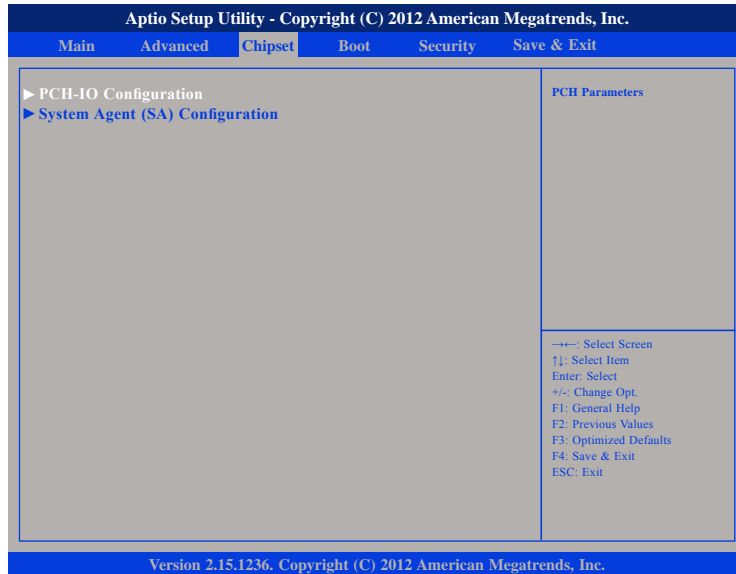 Aptio Setup Utility - Copyright (C) 2012 American Megatrends, Inc.
Main Advanced Chipset Boot Security Save & Exit
▶ PCH-IO Configuration
▶ System Agent (SA) Configuration
PCH Parameters
→←: Select Screen
↑↓: Select Item
Enter: Select
+/-: Change Opt.
F1: General Help
F2: Previous Values
F3: Optimized Defaults
F4: Save & Exit
ESC: Exit
Version 2.15.1236. Copyright (C) 2012 American Megatrends, Inc.